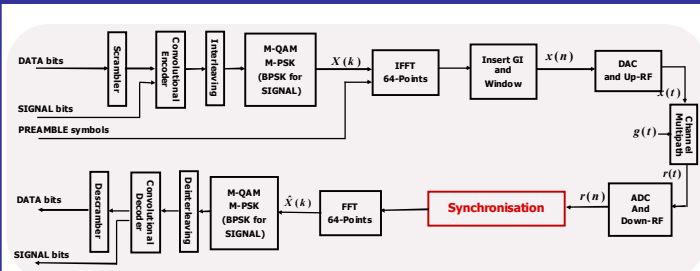 DATA bits
Scrambler
Convolutional
Encoder
Interleaving
M-QAM
M-PSK
(BPSK for
SIGNAL)
X(k)
IFFT
64-Points
Insert GI
and
Window
x(n)
DAC
and Up-RF
x(t)
SIGNAL bits
PREAMBLE symbols
g(t)
Channel
Multipath
r(t)
DATA bits
Descramber
Convolutional
Decoder
Deinterleaving
M-QAM
M-PSK
(BPSK for
SIGNAL)
X̂(k)
FFT
64-Points
Synchronisation
r(n)
ADC
And
Down-RF
SIGNAL bits